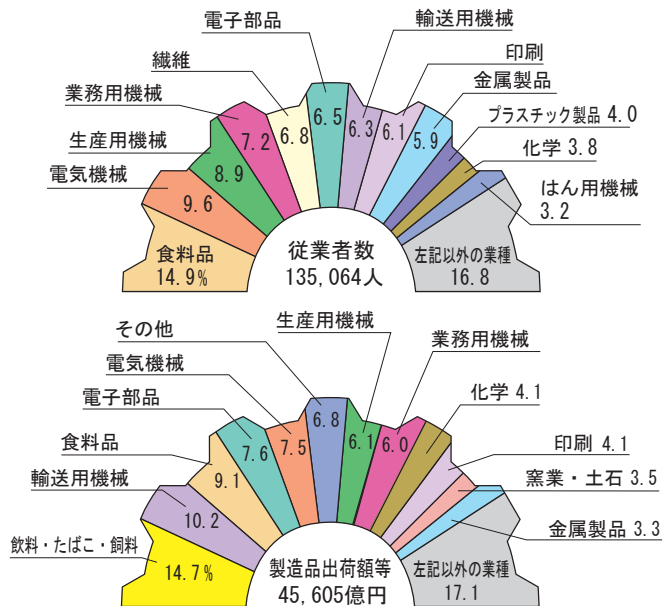 電子部品
6.5
輸送用機械
6.3
繊維
6.8
印刷
6.1
業務用機械
7.2
金属製品
5.9
生産用機械
8.9
プラスチック製品 4.0
電気機械
9.6
化学 3.8
はん用機械
3.2
食料品
14.9%
従業者数
135,064人
左記以外の業種
16.8
その他
6.8
生産用機械
6.1
電気機械
7.5
業務用機械
6.0
電子部品
7.6
化学 4.1
食料品
9.1
印刷 4.1
輸送用機械
10.2
窯業・土石 3.5
飲料・たばこ・飼料
14.7%
金属製品 3.3
製造品出荷額等
45,605億円
左記以外の業種
17.1